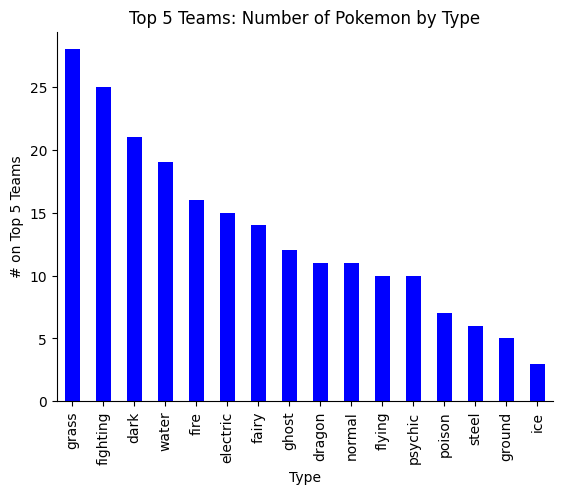 Top 5 Teams: Number of Pokemon by Type
# on Top 5 Teams
25
20
15
10
5
0
grass
fighting
dark
water
fire
electric
fairy
ghost
dragon
normal
flying
psychic
poison
steel
ground
ice
Type